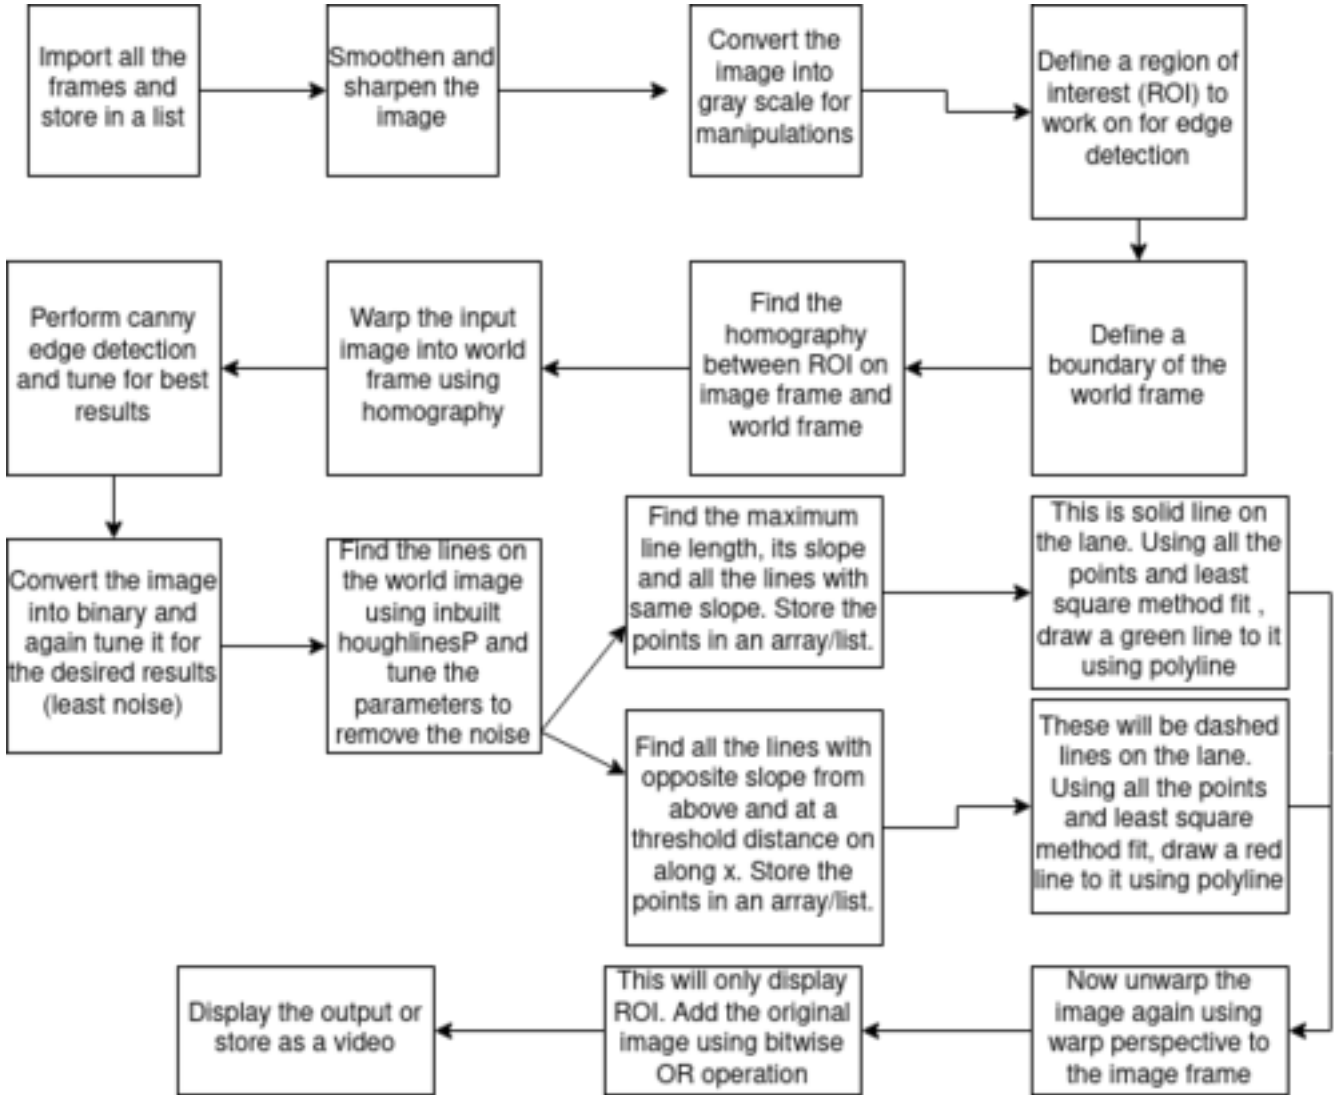 Import all the
frames and
store in a list
Smoothen and
sharpen the
image
Convert the
image into
gray scale for
manipulations
Define a region of
interest (ROI) to
work on for edge
detection
Define a
boundary of the
world frame
Find the
homography
between ROI on
image frame and
world frame
Warp the input
image into world
frame using
homography
Perform canny
edge detection
and tune for best
results
Convert the image
into binary and
again tune it for
the desired results
(least noise)
Find the lines on
the world image
using inbuilt
houghlinesP and
tune the
parameters to
remove the noise
Find the maximum
line length, its slope
and all the lines with
same slope. Store the
points in an array/list.
This is solid line on
the lane. Using all the
points and least
square method fit ,
draw a green line to it
using polyline
Find all the lines with
opposite slope from
above and at a
threshold distance on
along x. Store the
points in an array/list.
These will be dashed
lines on the lane.
Using all the points
and least square
method fit, draw a red
line to it using polyline
Now unwarp the
image again using
warp perspective to
the image frame
This will only display
ROI. Add the original
image using bitwise
OR operation
Display the output or
store as a video